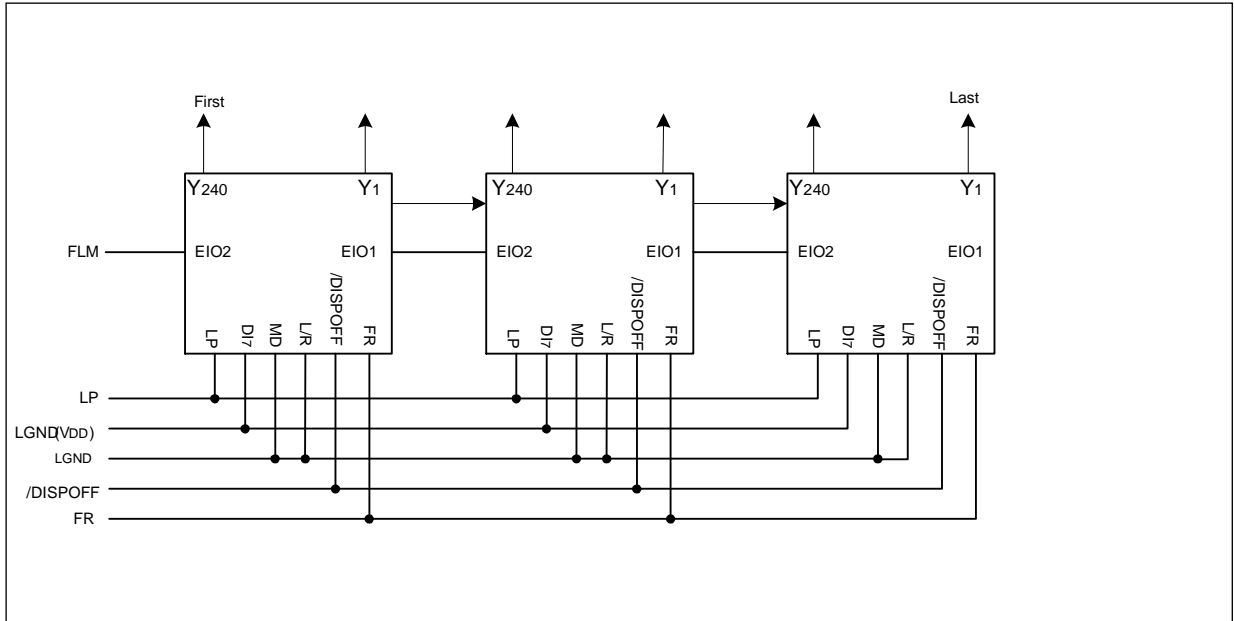 First Last
Y240 Y1 Y240 Y1 Y240 Y1
FLM EIO2 EIO1 EIO2 EIO1 EIO2 EIO1
LP DI7 MD L/R /DISPOFF FR LP DI7 MD L/R /DISPOFF FR LP DI7 MD L/R /DISPOFF FR
LP
LGND(VDD)
LGND
/DISPOFF
FR